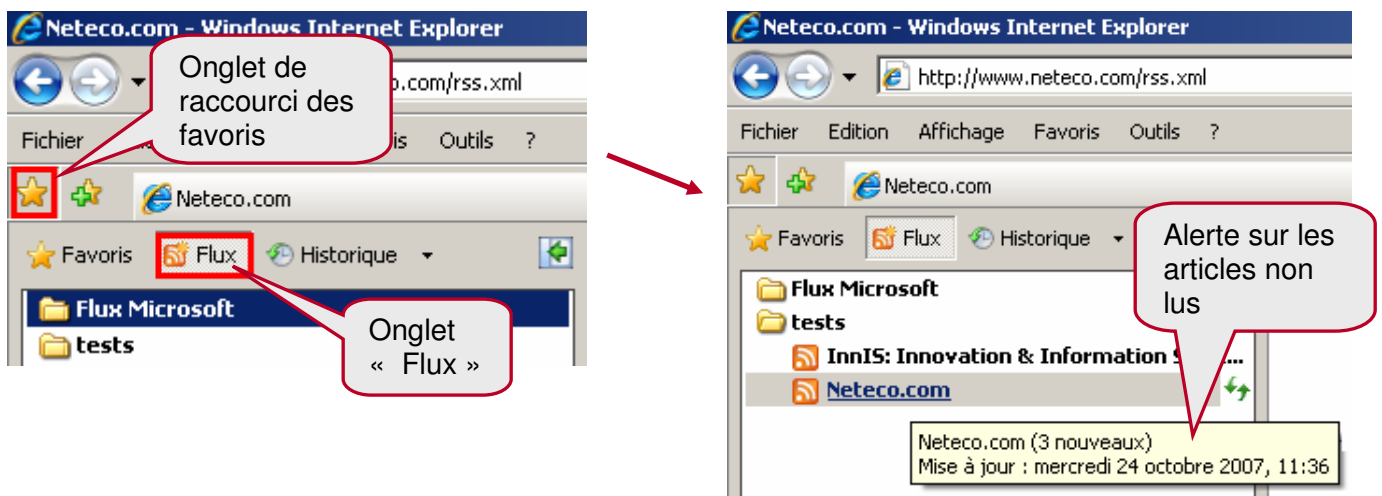 Neteco.com - Windows Internet Explorer
Onglet de
raccourci des
favoris
o.com/rss.xml
Fichier
is Outils ?
Neteco.com
Favoris Flux Historique
Flux Microsoft
tests
Onglet
« Flux »
Neteco.com - Windows Internet Explorer
http://www.neteco.com/rss.xml
Fichier Edition Affichage Favoris Outils ?
Neteco.com
Favoris Flux Historique
Alerte sur les
articles non
lus
Flux Microsoft
tests
InnIS: Innovation & Information S...
Neteco.com
Neteco.com (3 nouveaux)
Mise à jour : mercredi 24 octobre 2007, 11:36